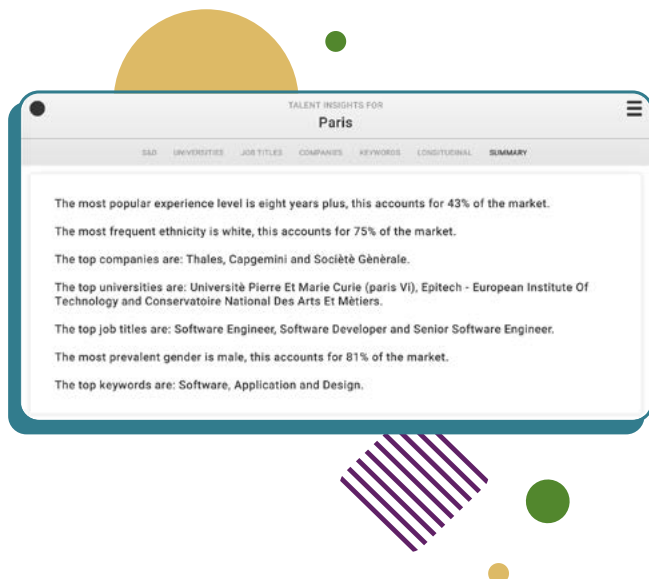 TALENT INSIGHTS FOR
Paris
S&D UNIVERSITIES JOB TITLES COMPANIES KEYWORDS LONGITUDINAL SUMMARY
The most popular experience level is eight years plus, this accounts for 43% of the market.
The most frequent ethnicity is white, this accounts for 75% of the market.
The top companies are: Thales, Capgemini and Sociètè Gènèrale.
The top universities are: Universitè Pierre Et Marie Curie (paris Vi), Epitech - European Institute Of
Technology and Conservatoire National Des Arts Et Mètiers.
The top job titles are: Software Engineer, Software Developer and Senior Software Engineer.
The most prevalent gender is male, this accounts for 81% of the market.
The top keywords are: Software, Application and Design.